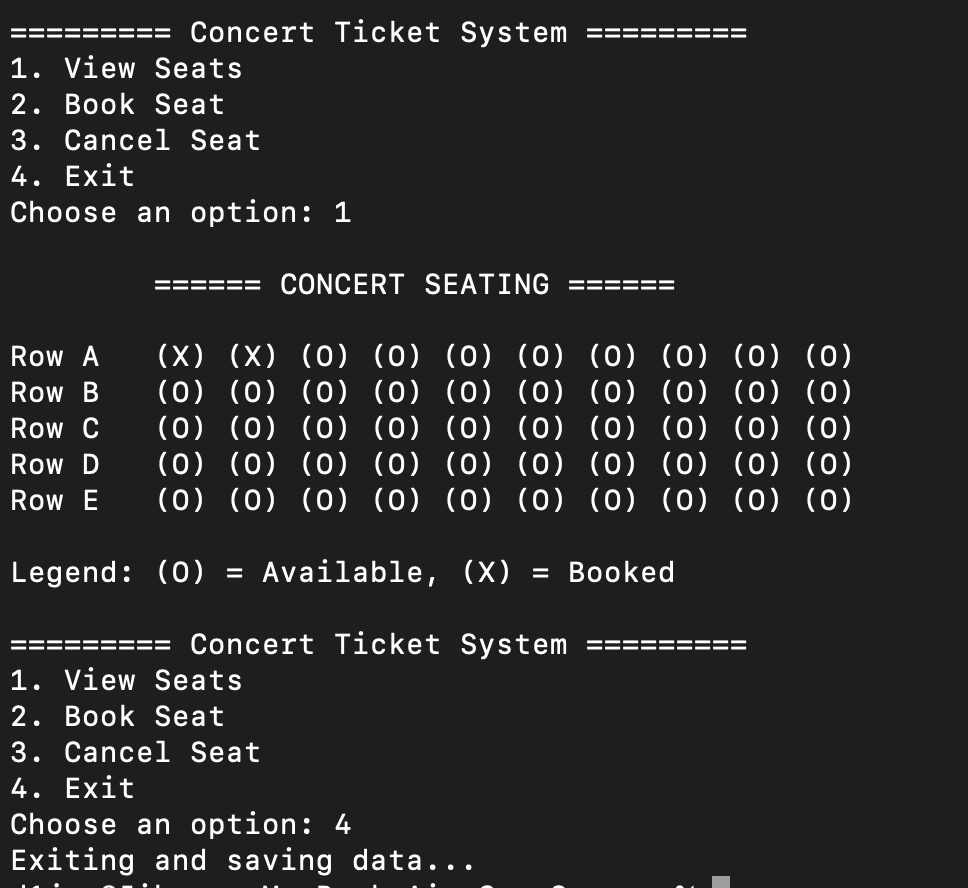 ========= Concert Ticket System =========
1. View Seats
2. Book Seat
3. Cancel Seat
4. Exit
Choose an option: 1
====== CONCERT SEATING ======
Row A   (X) (X) (O) (O) (O) (O) (O) (O) (O) (O)
Row B   (O) (O) (O) (O) (O) (O) (O) (O) (O) (O)
Row C   (O) (O) (O) (O) (O) (O) (O) (O) (O) (O)
Row D   (O) (O) (O) (O) (O) (O) (O) (O) (O) (O)
Row E   (O) (O) (O) (O) (O) (O) (O) (O) (O) (O)
Legend: (O) = Available, (X) = Booked
========= Concert Ticket System =========
1. View Seats
2. Book Seat
3. Cancel Seat
4. Exit
Choose an option: 4
Exiting and saving data...